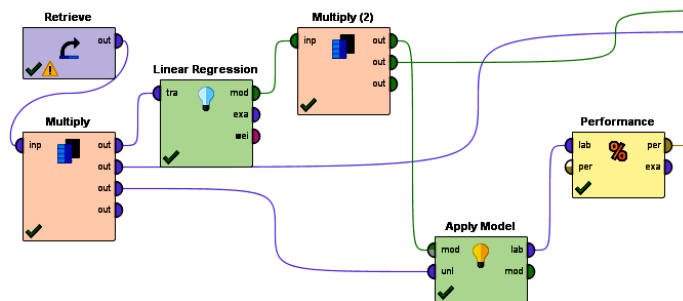 Retrieve
out
Multiply
inp
out
out
out
out
Linear Regression
tra
mod
exa
wei
Multiply (2)
inp
out
out
out
Apply Model
mod
lab
unl
mod
Performance
lab
per
per
exa
%